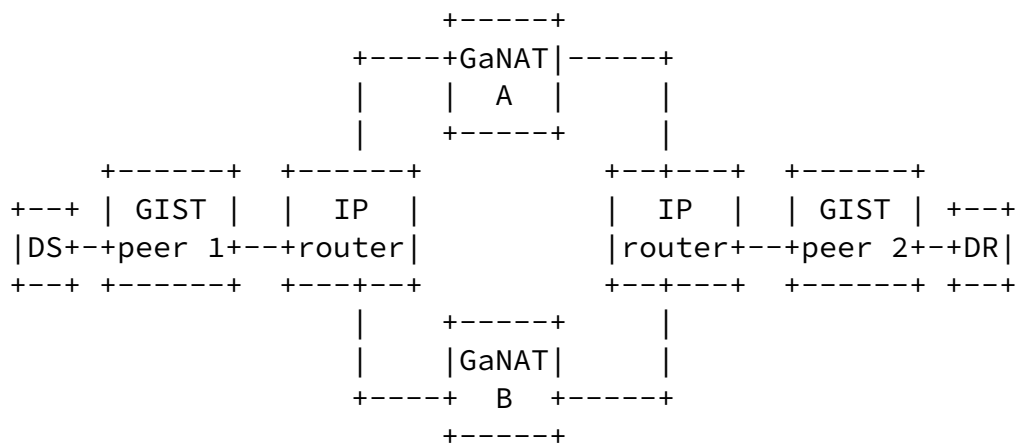 GaNAT
A
GIST IP IP GIST
DS peer 1 router router peer 2 DR
GaNAT
B